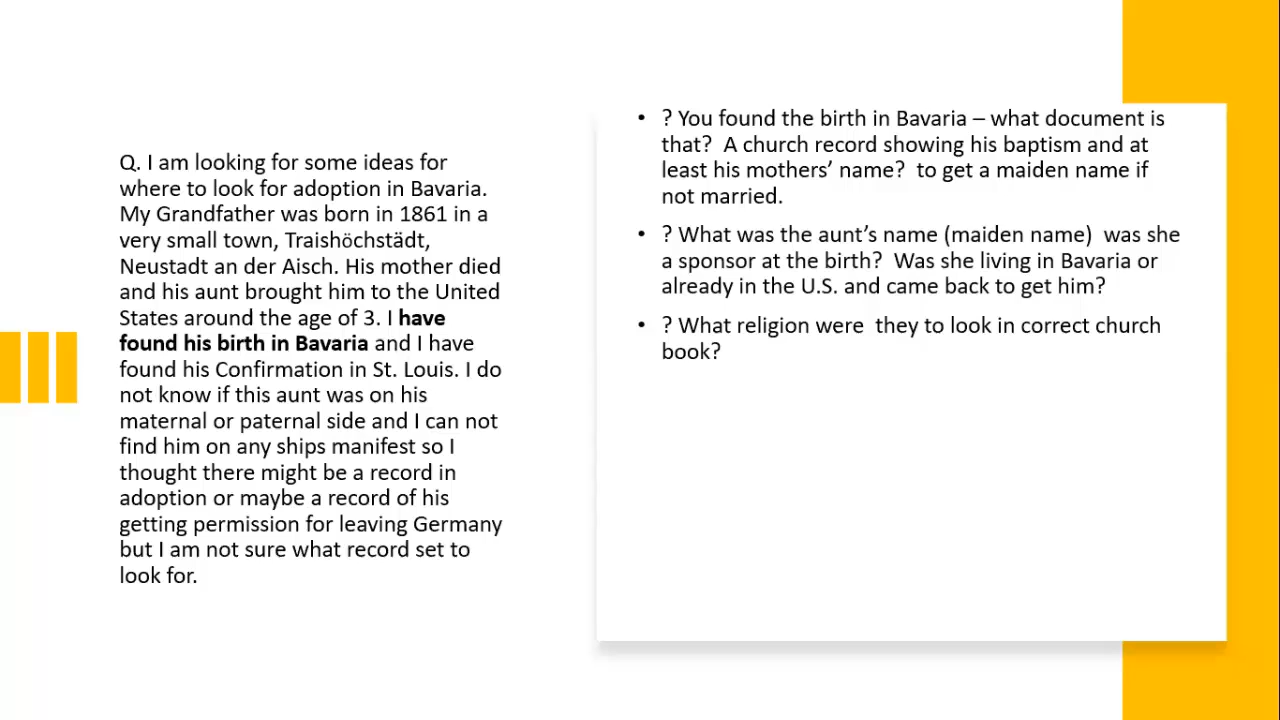 Q. I am looking for some ideas for
where to look for adoption in Bavaria.
My Grandfather was born in 1861 in a
very small town, Traishöchstädt,
Neustadt an der Aisch. His mother died
and his aunt brought him to the United
States around the age of 3. I have
found his birth in Bavaria and I have
found his Confirmation in St. Louis. I do
not know if this aunt was on his
maternal or paternal side and I can not
find him on any ships manifest so I
thought there might be a record in
adoption or maybe a record of his
getting permission for leaving Germany
but I am not sure what record set to
look for.
• ? You found the birth in Bavaria – what document is
that?  A church record showing his baptism and at
least his mothers’ name?  to get a maiden name if
not married.
• ? What was the aunt’s name (maiden name)  was she
a sponsor at the birth?  Was she living in Bavaria or
already in the U.S. and came back to get him?
• ? What religion were  they to look in correct church
book?